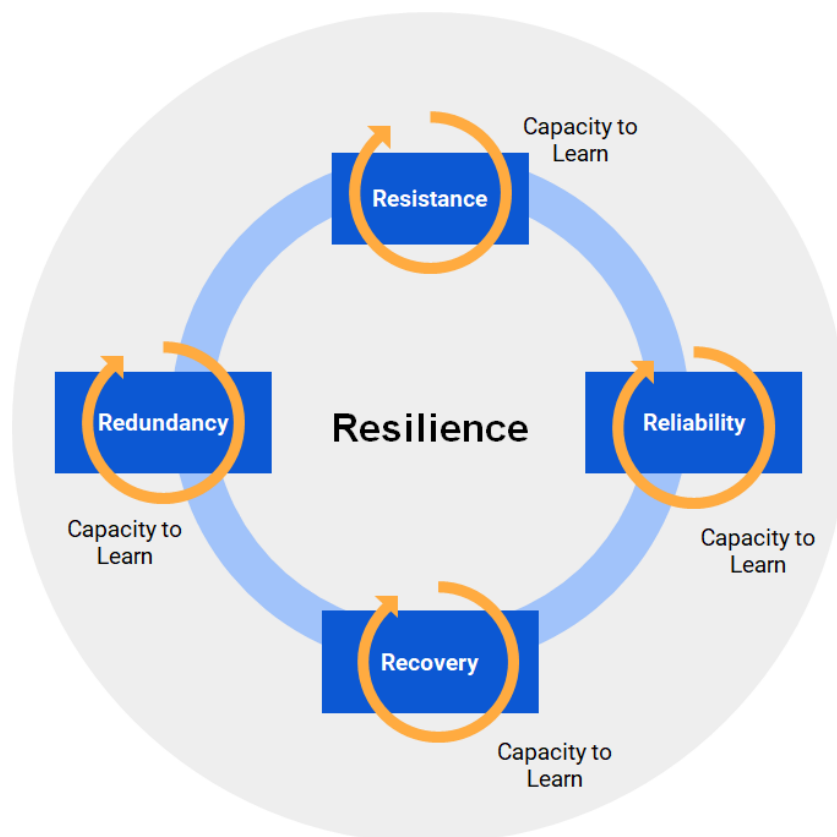 Capacity to
Learn
Resistance
Redundancy
Resilience
Reliability
Capacity to
Learn
Capacity to
Learn
Recovery
Capacity to
Learn